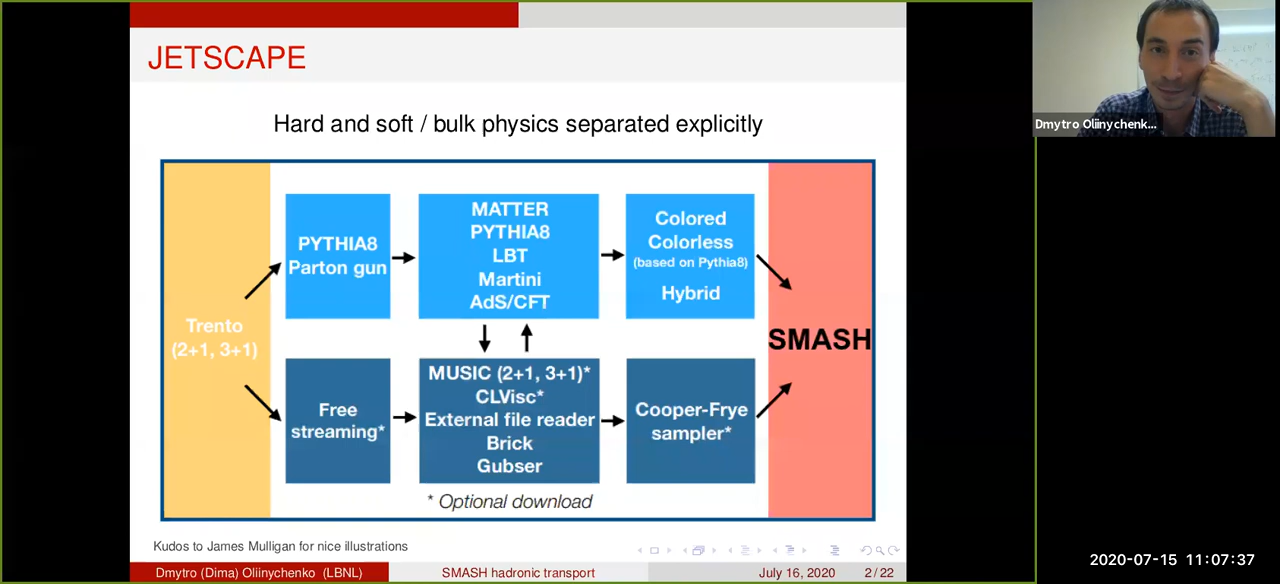 JETSCAPE
Hard and soft / bulk physics separated explicitly
Trento
(2+1, 3+1)
PYTHIA8
Parton gun
MATTER
PYTHIA8
LBT
Martini
AdS/CFT
Colored
Colorless
(based on Pythia8)
Hybrid
SMASH
Free
streaming*
MUSIC (2+1, 3+1)*
CLVisc*
External file reader
Brick
Gubser
Cooper-Frye
sampler*
* Optional download
Kudos to James Mulligan for nice illustrations
Dmytro (Dima) Oliinychenko (LBNL)
SMASH hadronic transport
July 16, 2020
2 / 22
Dmytro Oliinychenk...
2020-07-15 11:07:37